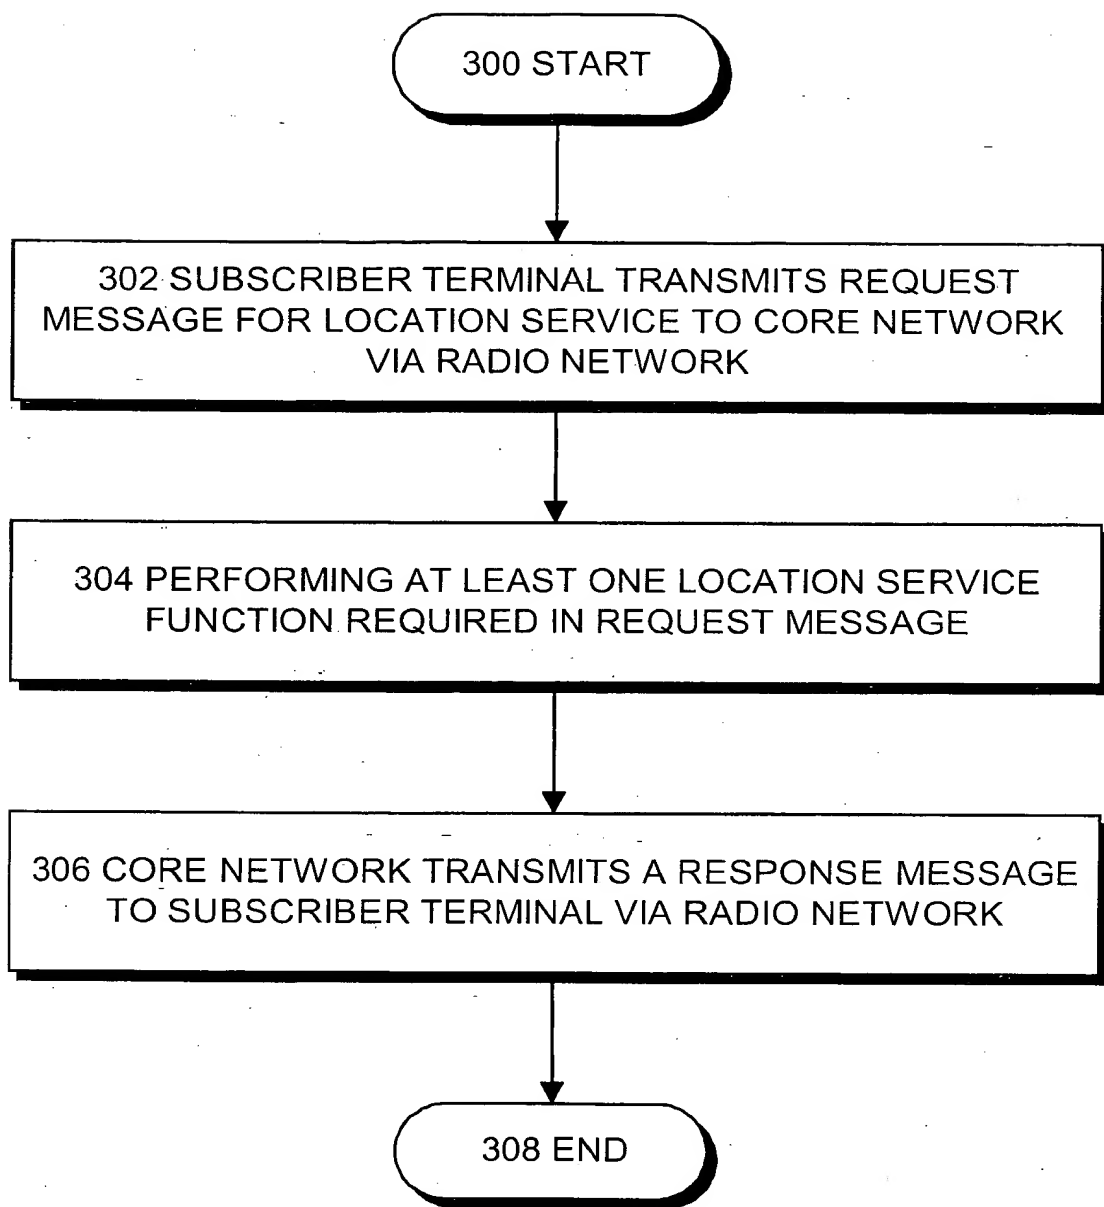 300 START
302 SUBSCRIBER TERMINAL TRANSMITS REQUEST
MESSAGE FOR LOCATION SERVICE TO CORE NETWORK
VIA RADIO NETWORK
304 PERFORMING AT LEAST ONE LOCATION SERVICE
FUNCTION REQUIRED IN REQUEST MESSAGE
306 CORE NETWORK TRANSMITS A RESPONSE MESSAGE
TO SUBSCRIBER TERMINAL VIA RADIO NETWORK
308 END